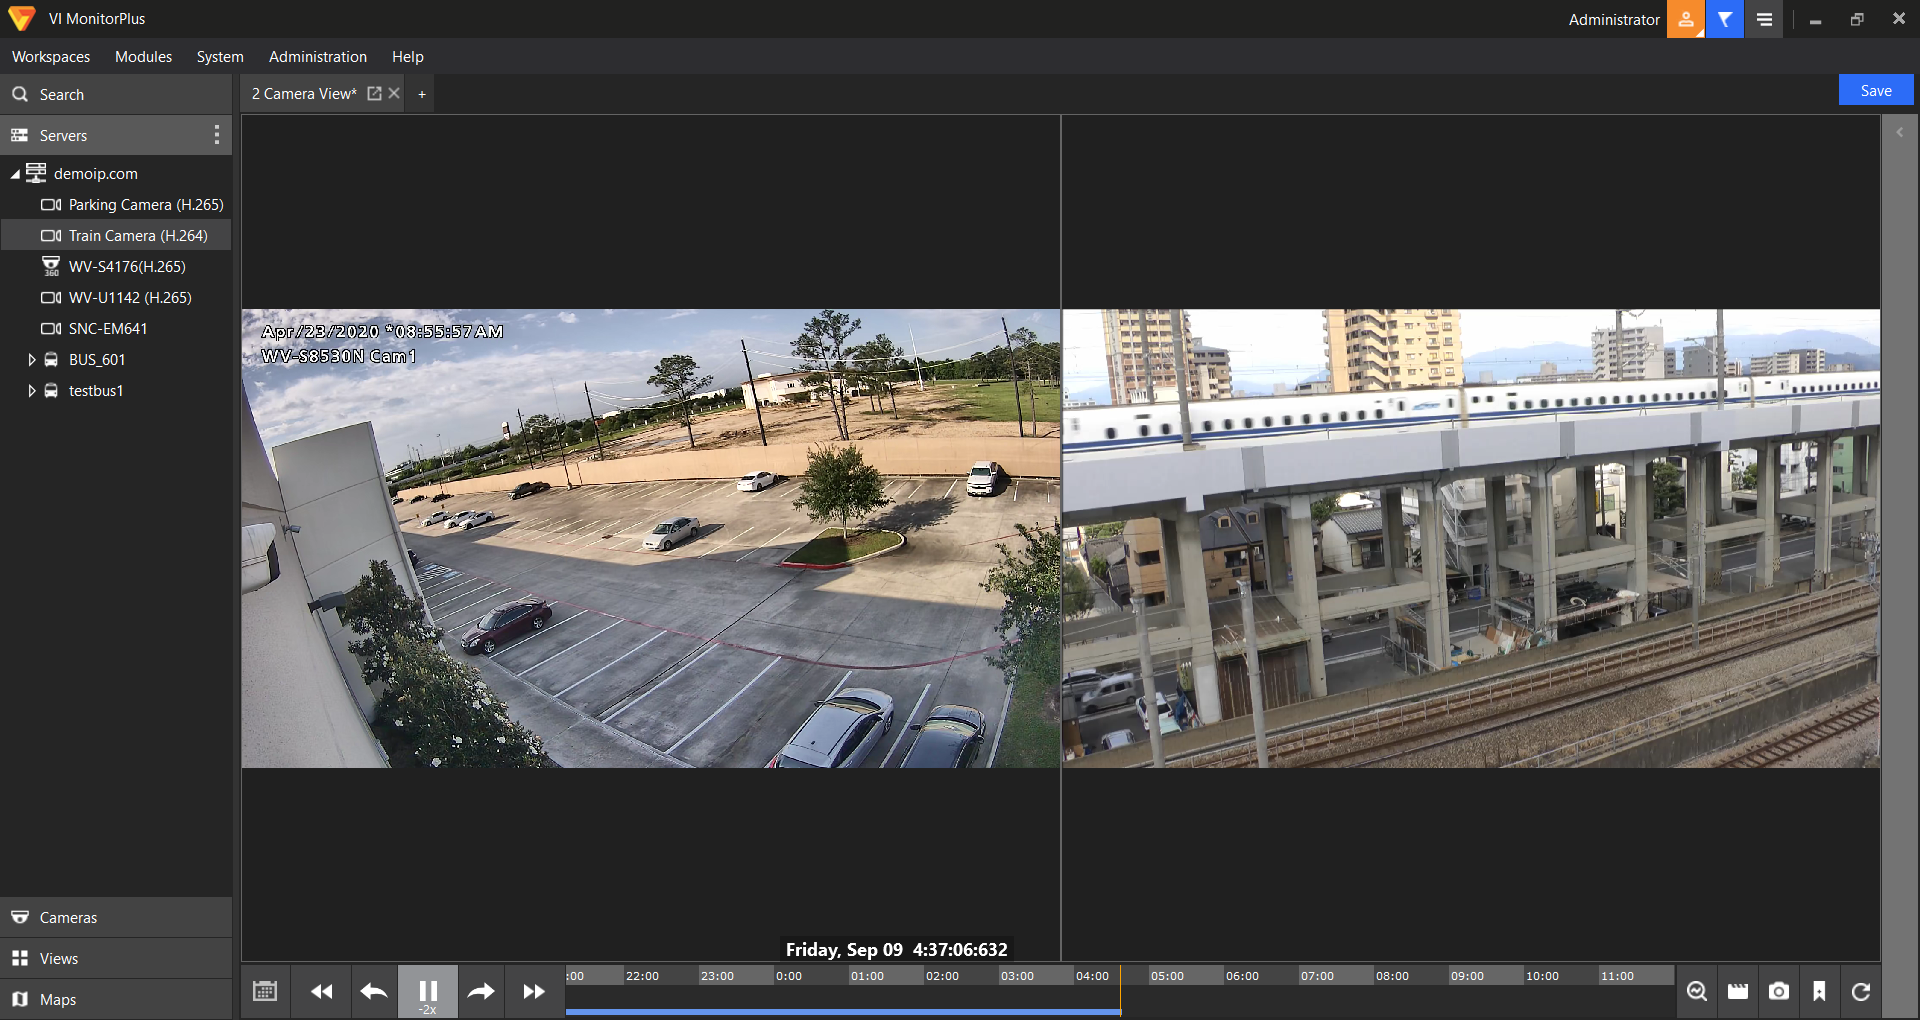 VI MonitorPlus
Administrator
Workspaces Modules System Administration Help
Search
2 Camera View* +
Save
Servers
demoip.com
Parking Camera (H.265)
Train Camera (H.264)
360
WV-S4176(H.265)
WV-U1142 (H.265)
SNC-EM641
BUS_601
testbus1
Apr/23/2020 *08:55:57AM
WV-S8530N Cam1
Cameras
Views
Maps
Friday, Sep 09 4:37:06:632
-2x
:00 22:00 23:00 0:00 01:00 02:00 03:00 04:00 05:00 06:00 07:00 08:00 09:00 10:00 11:00